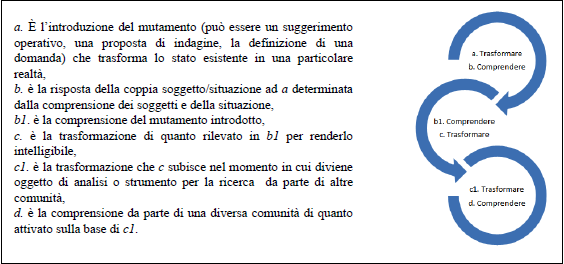 a. È l'introduzione del mutamento (può essere un suggerimento
operativo, una proposta di indagine, la definizione di una
domanda) che trasforma lo stato esistente in una particolare
realtà,
b. è la risposta della coppia soggetto/situazione ad a determinata
dalla comprensione dei soggetti e della situazione,
b1. è la comprensione del mutamento introdotto,
c. è la trasformazione di quanto rilevato in b1 per renderlo
intelligibile,
c1. è la trasformazione che c subisce nel momento in cui diviene
oggetto di analisi o strumento per la ricerca da parte di altre
comunità,
d. è la comprensione da parte di una diversa comunità di quanto
attivato sulla base di c1.
a. Trasformare
b. Comprendere
b1. Comprendere
c. Trasformare
c1. Trasformare
d. Comprendere